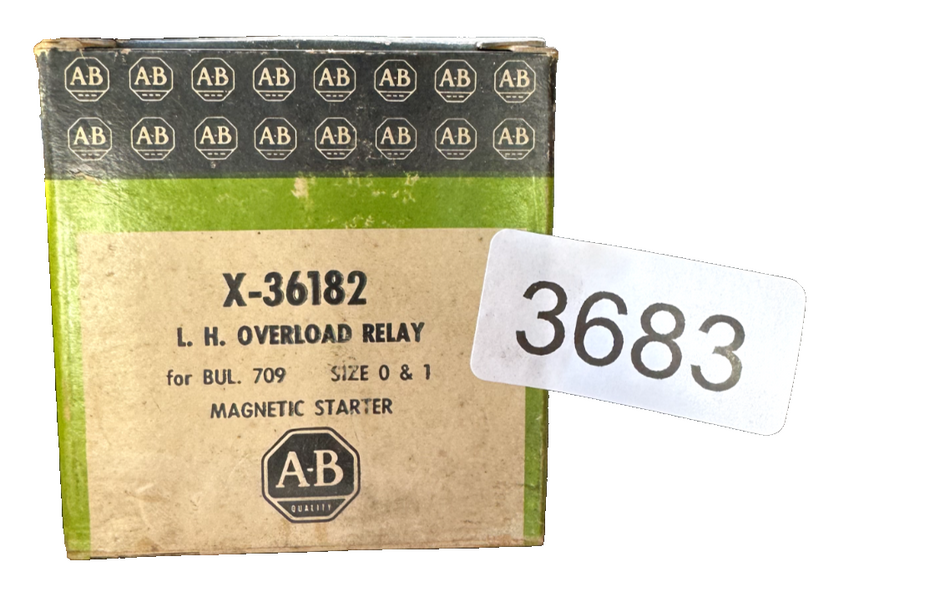 A-B A-B A-B A-B A-B A-B A-B A-B
A-B A-B A-B A-B A-B A-B A-B A-B
X-36182
L. H. OVERLOAD RELAY
for BUL. 709 SIZE 0 & 1
MAGNETIC STARTER
A-B
QUALITY
3683